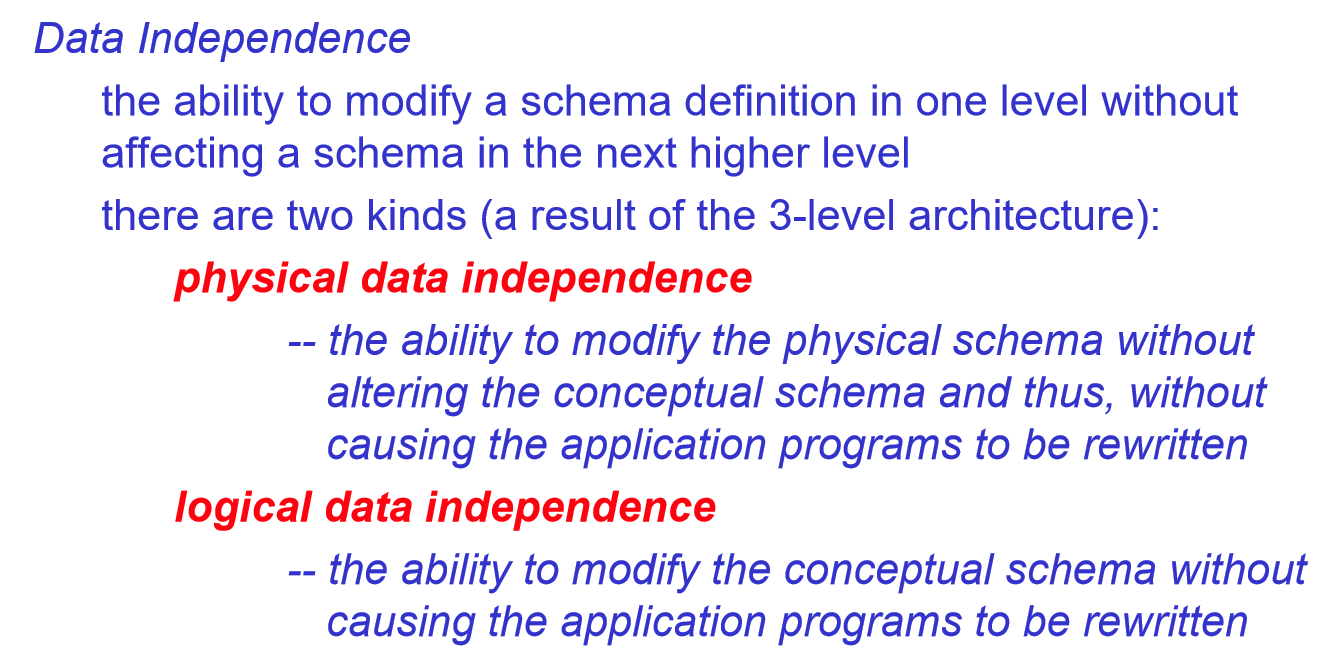 Data Independence
the ability to modify a schema definition in one level without
affecting a schema in the next higher level
there are two kinds (a result of the 3-level architecture):
physical data independence
-- the ability to modify the physical schema without
altering the conceptual schema and thus, without
causing the application programs to be rewritten
logical data independence
-- the ability to modify the conceptual schema without
causing the application programs to be rewritten